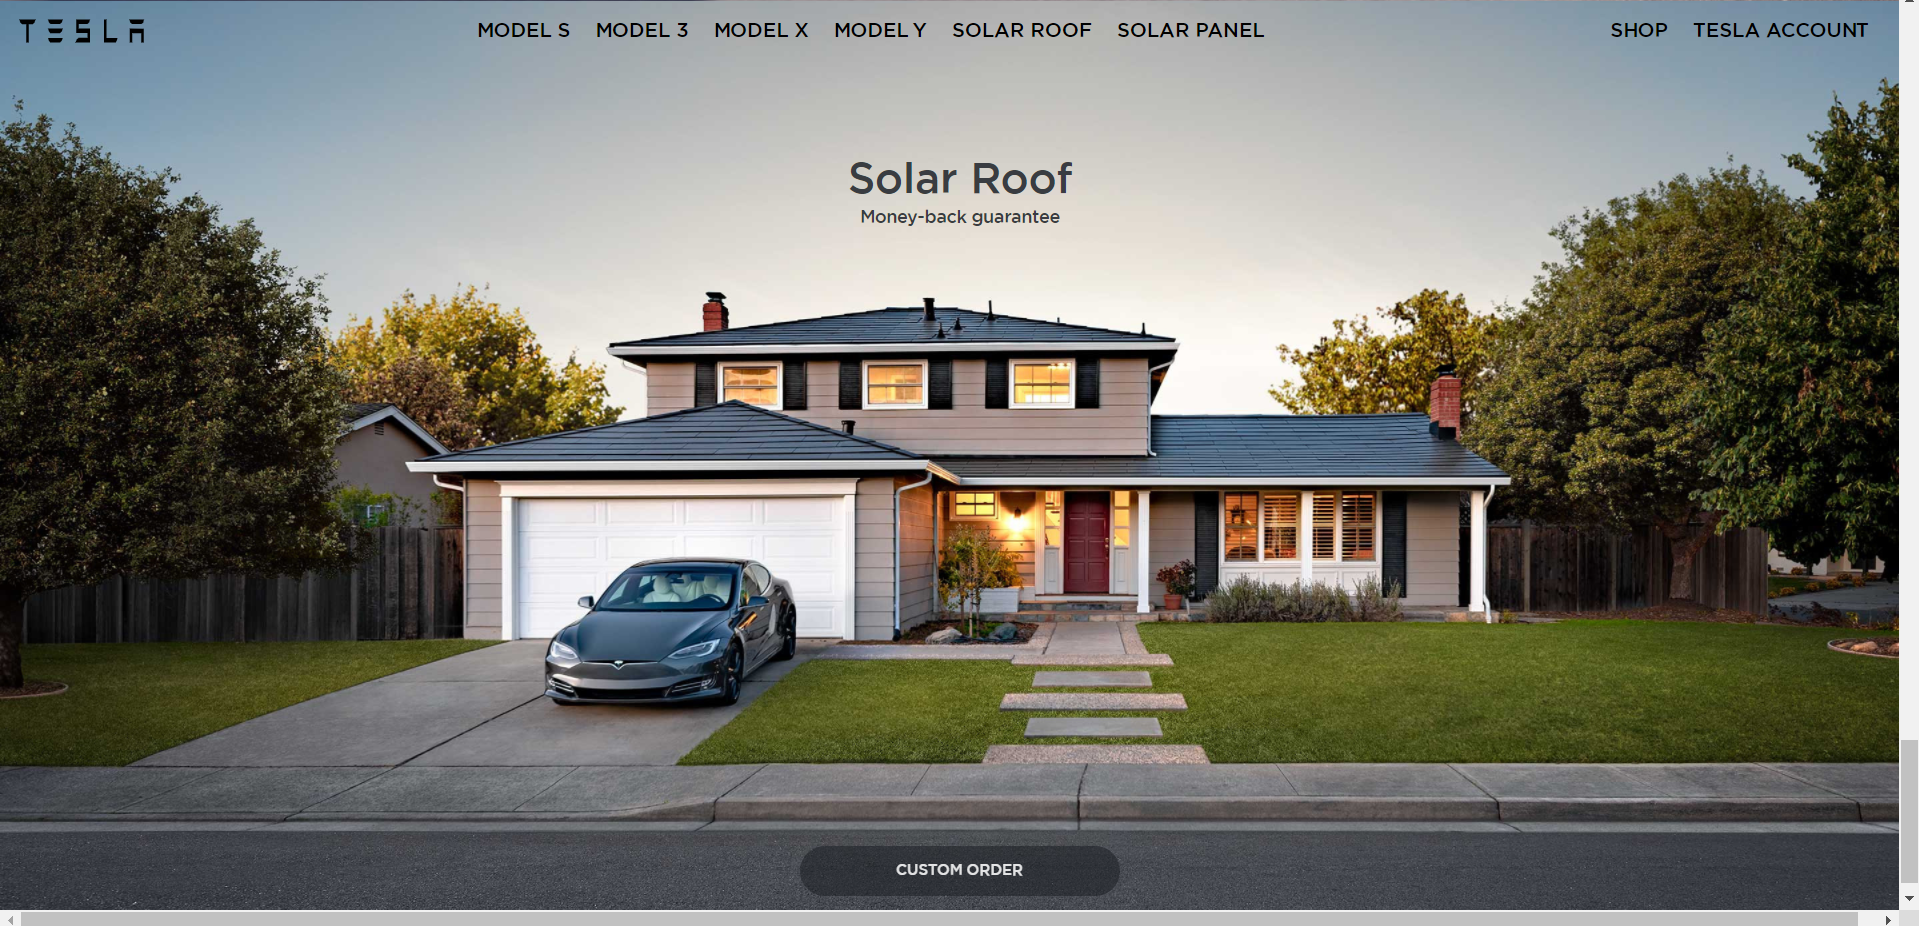 TESLA
MODEL S MODEL 3 MODEL X MODEL Y SOLAR ROOF SOLAR PANEL
SHOP TESLA ACCOUNT
Solar Roof
Money-back guarantee
CUSTOM ORDER